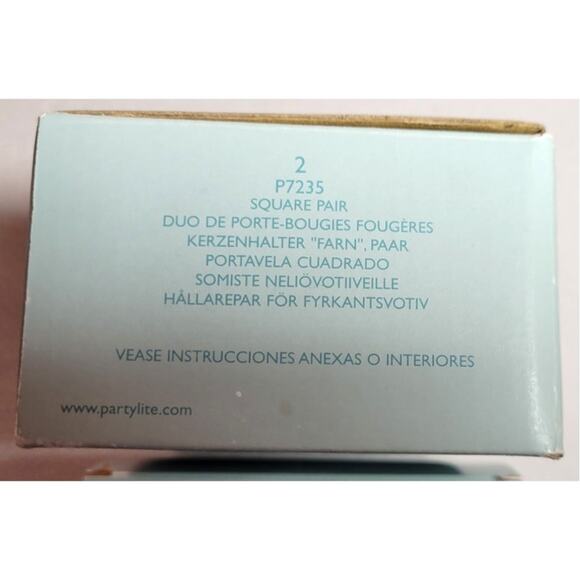 2
P7235
SQUARE PAIR
DUO DE PORTE-BOUGIES FOUGÈRES
KERZENHALTER "FARN", PAAR
PORTAVELA CUADRADO
SOMISTE NELIÖVOTIIVEILLE
HÅLLAREPAR FÖR FYRKANTSVOTIV
VEASE INSTRUCCIONES ANEXAS O INTERIORES
www.partylite.com